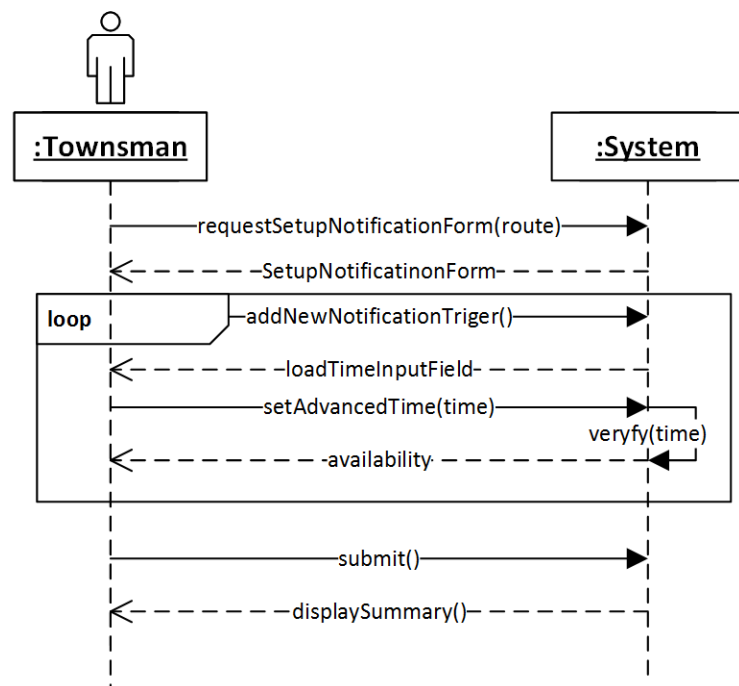 :Townsman
:System
requestSetupNotificationForm(route)
SetupNotificatinonForm
loop
addNewNotificationTriger()
loadTimeInputField
setAdvancedTime(time)
veryfy(time)
availability
submit()
displaySummary()